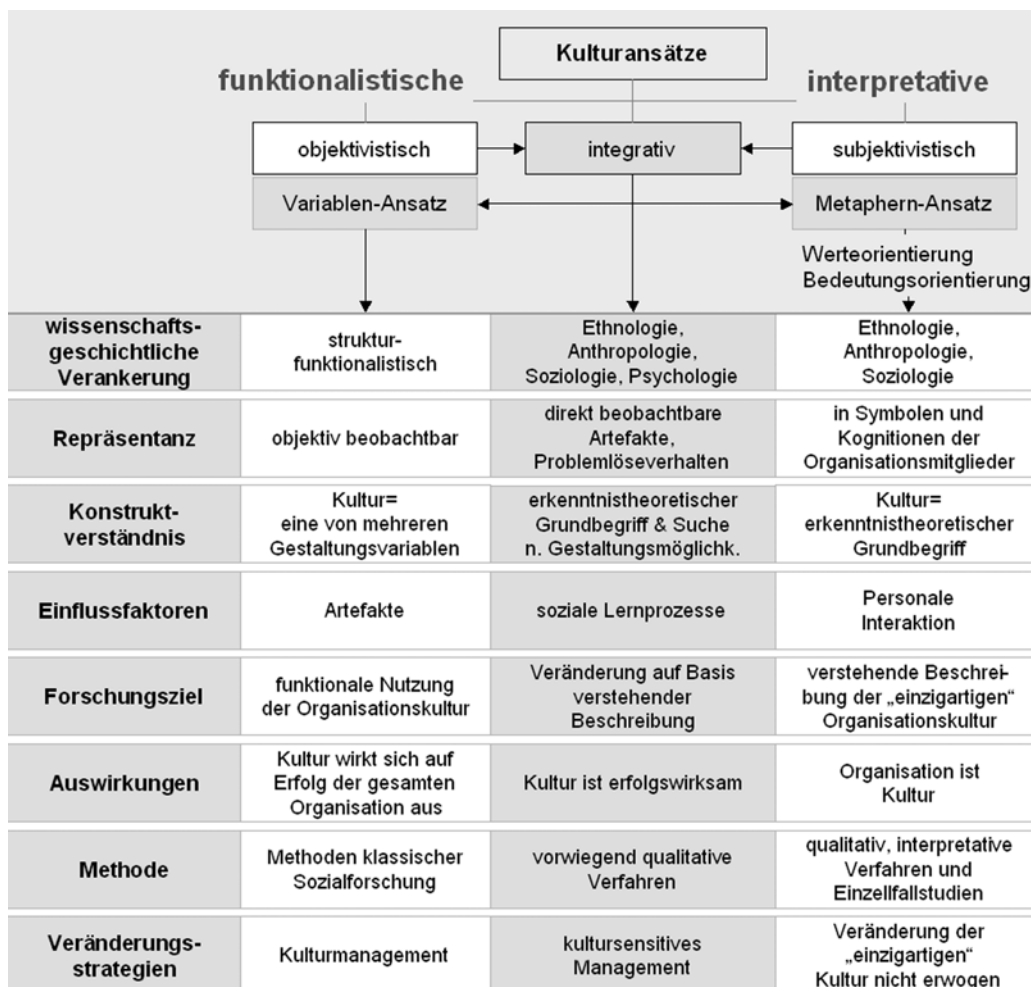 Kulturansätze
funktionalistische
interpretative
objektivistisch
integrativ
subjektivistisch
Variablen-Ansatz
Metaphern-Ansatz
Werteorientierung
Bedeutungsorientierung
wissenschafts-
geschichtliche
Verankerung
struktur-
funktionalistisch
Ethnologie,
Anthropologie,
Soziologie, Psychologie
Ethnologie,
Anthropologie,
Soziologie
Repräsentanz
objektiv beobachtbar
direkt beobachtbare
Artefakte,
Problemlöseverhalten
in Symbolen und
Kognitionen der
Organisationsmitglieder
Konstrukt-
verständnis
Kultur=
eine von mehreren
Gestaltungsvariablen
erkenntnistheoretischer
Grundbegriff & Suche
n. Gestaltungsmöglichk.
Kultur=
erkenntnistheoretischer
Grundbegriff
Einflussfaktoren
Artefakte
soziale Lernprozesse
Personale
Interaktion
Forschungsziel
funktionale Nutzung
der Organisationskultur
Veränderung auf Basis
verstehender
Beschreibung
verstehende Beschrei-
bung der „einzigartigen“
Organisationskultur
Auswirkungen
Kultur wirkt sich auf
Erfolg der gesamten
Organisation aus
Kultur ist erfolgswirksam
Organisation ist
Kultur
Methode
Methoden klassischer
Sozialforschung
vorwiegend qualitative
Verfahren
qualitativ, interpretative
Verfahren und
Einzellfallstudien
Veränderungs-
strategien
Kulturmanagement
kultursensitives
Management
Veränderung der
„einzigartigen“
Kultur nicht erwogen